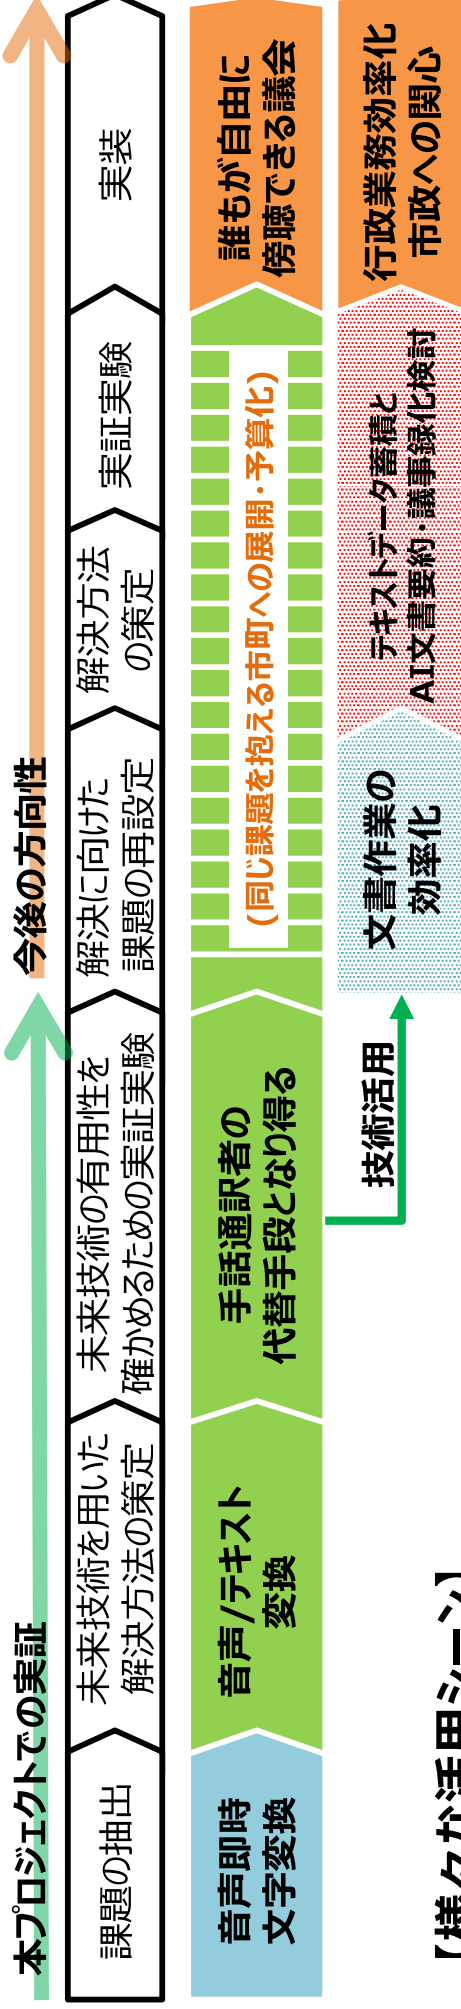 本プロジェクトでの実証
今後の方向性
課題の抽出
未来技術を用いた
解決方法の策定
未来技術の有用性を
確かめるための実証実験
解決に向けた
課題の再設定
解決方法
の策定
実証実験
実装
音声即時
文字変換
音声/テキスト
変換
手話通訳者の
代替手段となり得る
(同じ課題を抱える市町への展開・予算化)
誰もが自由に
傍聴できる議会
技術活用
文書作業の
効率化
テキストデータ蓄積と
AI文書要約・議事録化検討
行政業務効率化
市政への関心
【様々な活用シーン】